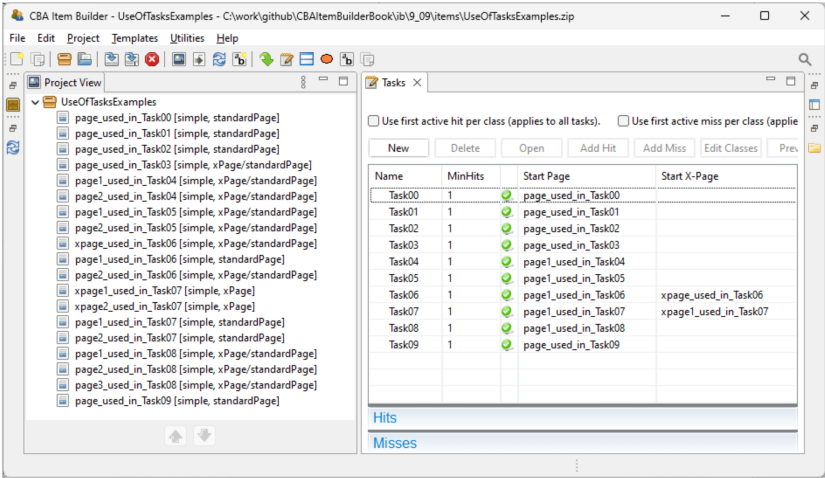 CBA Item Builder - UseOfTasksExamples - C:\work\github\CBAItemBuilderBook\ib\9_09\items\UseOfTasksExamples.zip
File Edit Project Templates Utilities Help
Project View
UseOfTasksExamples
page_used_in_Task00 [simple, standardPage]
page_used_in_Task01 [simple, standardPage]
page_used_in_Task02 [simple, standardPage]
page_used_in_Task03 [simple, xPage/standardPage]
page1_used_in_Task04 [simple, xPage/standardPage]
page2_used_in_Task04 [simple, xPage/standardPage]
page1_used_in_Task05 [simple, xPage/standardPage]
page2_used_in_Task05 [simple, xPage/standardPage]
xpage_used_in_Task06 [simple, xPage/standardPage]
page1_used_in_Task06 [simple, standardPage]
page2_used_in_Task06 [simple, xPage/standardPage]
xpage1_used_in_Task07 [simple, xPage]
xpage2_used_in_Task07 [simple, xPage]
page1_used_in_Task07 [simple, standardPage]
page2_used_in_Task07 [simple, standardPage]
page1_used_in_Task08 [simple, xPage/standardPage]
page2_used_in_Task08 [simple, xPage/standardPage]
page3_used_in_Task08 [simple, xPage/standardPage]
page_used_in_Task09 [simple, standardPage]
Tasks
Use first active hit per class (applies to all tasks). Use first active miss per class (applie
New Delete Open Add Hit Add Miss Edit Classes Prev
Name MinHits Start Page Start X-Page
Task00 1 page_used_in_Task00
Task01 1 page_used_in_Task01
Task02 1 page_used_in_Task02
Task03 1 page_used_in_Task03
Task04 1 page1_used_in_Task04
Task05 1 page1_used_in_Task05
Task06 1 page1_used_in_Task06 xpage_used_in_Task06
Task07 1 page1_used_in_Task07 xpage1_used_in_Task07
Task08 1 page1_used_in_Task08
Task09 1 page_used_in_Task09
Hits
Misses